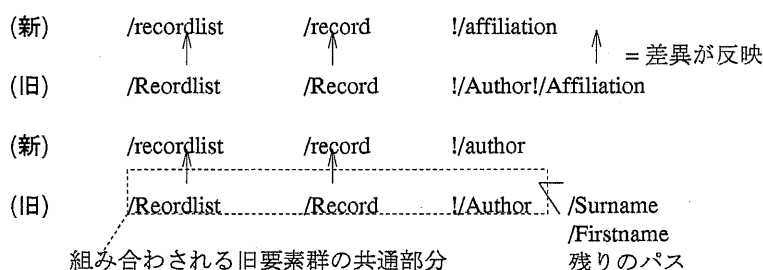 (新) /recordlist /record !/affiliation
= 差異が反映
(旧) /Reordlist /Record !/Author!/Affiliation
(新) /recordlist /record !/author
(旧) /Reordlist /Record !/Author /Surname
/Firstname
組み合わされる旧要素群の共通部分 残りのパス